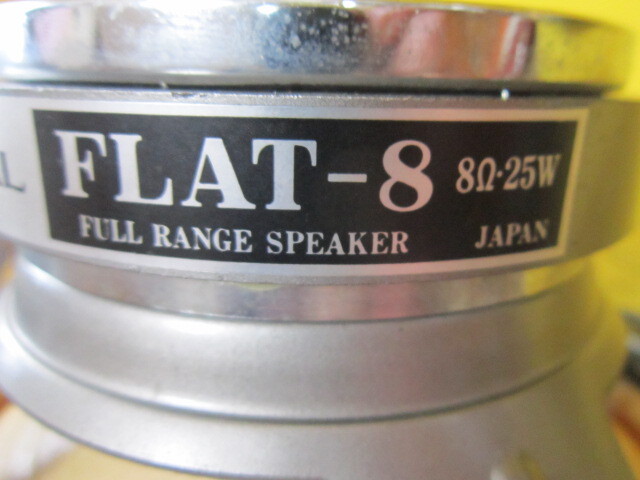 FLAT-8 8Ω·25W
FULL RANGE SPEAKER JAPAN